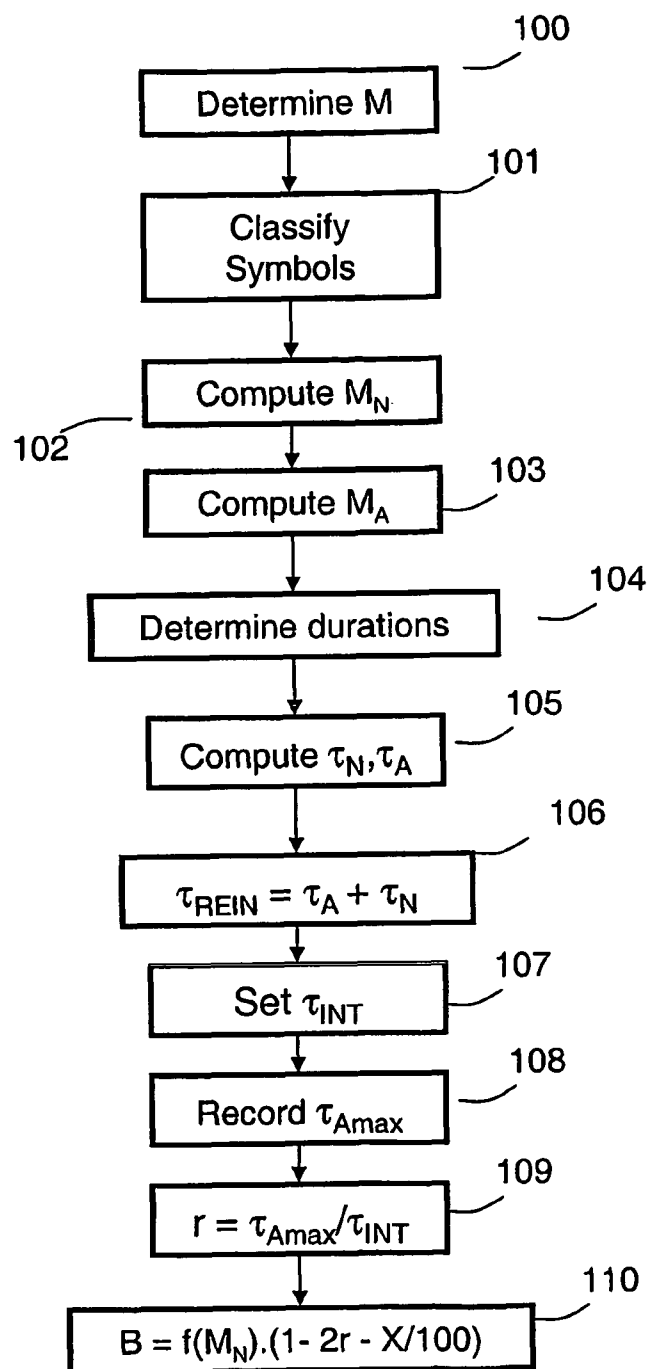 100
Determine M
101
Classify
Symbols
Compute M_N
102
103
Compute M_A
104
Determine durations
105
Compute τ_N,τ_A
106
τ_REIN = τ_A + τ_N
107
Set τ_INT
108
Record τ_Amax
109
r = τ_Amax/τ_INT
110
B = f(M_N).(1- 2r - X/100)